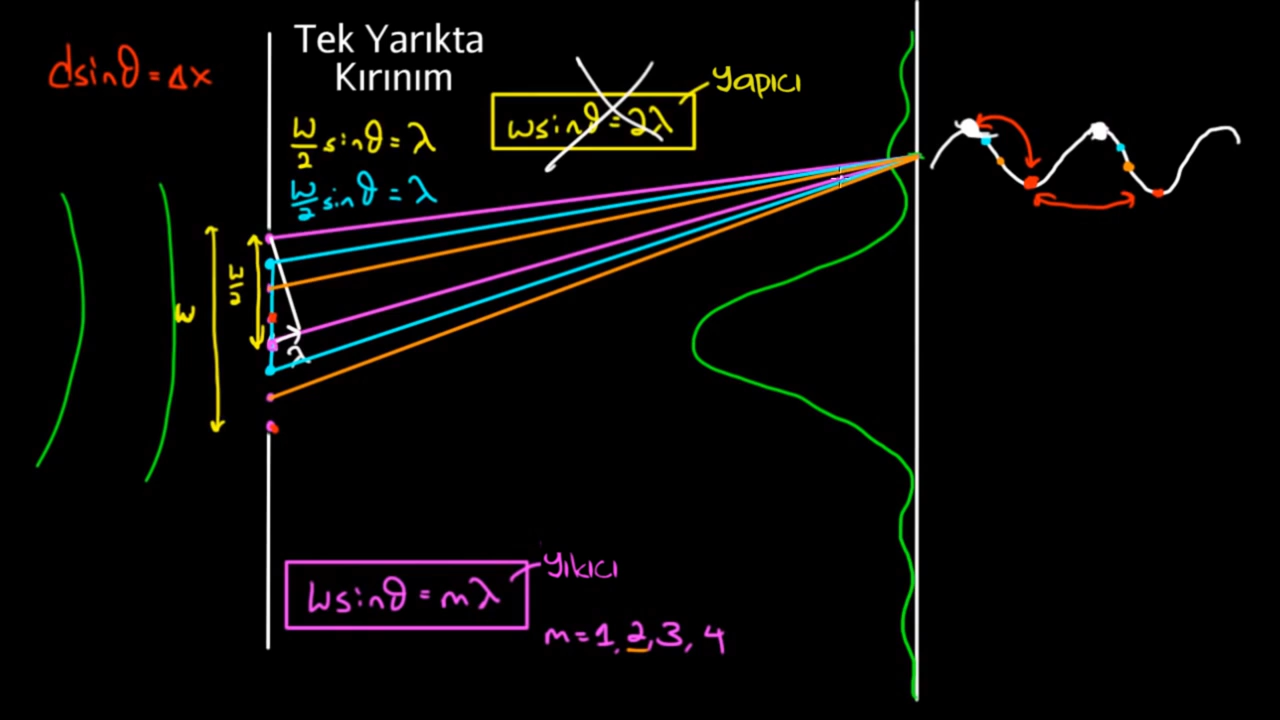 dsinθ = Δx
Tek Yarıkta
Kırınım
w/2 sinθ = λ
w/2 sinθ = λ
wsinθ = 2λ
Yapıcı
w
w/2
λ
wsinθ = mλ
Yıkıcı
m = 1, 2, 3, 4